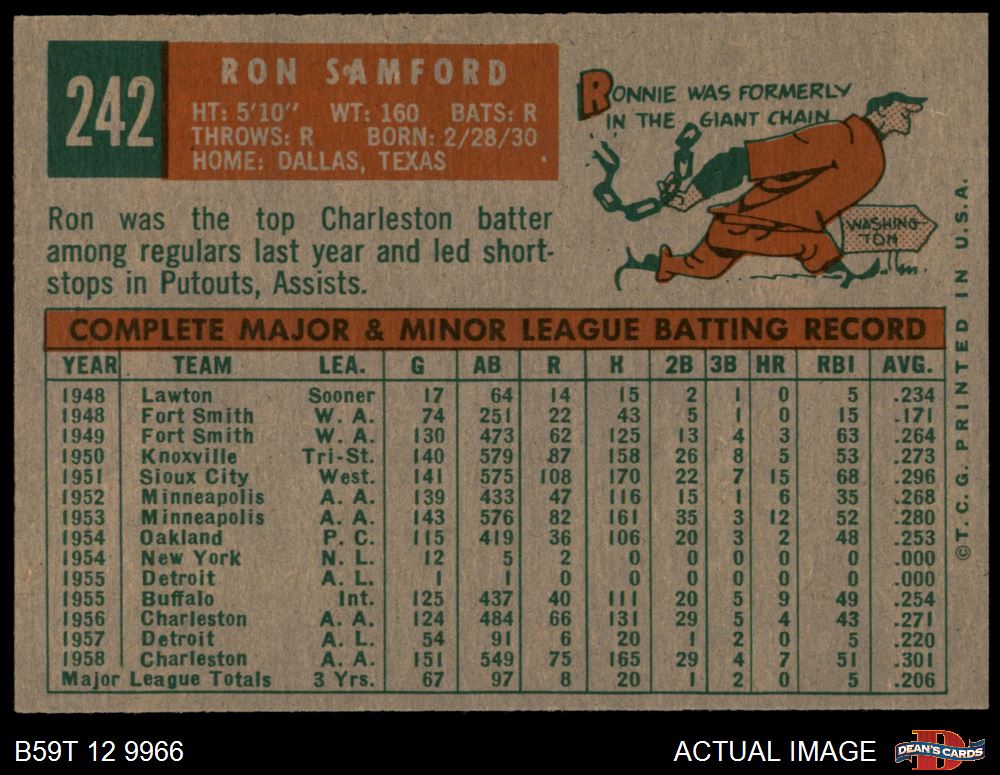 242
RON SAMFORD
HT: 5'10" WT: 160 BATS: R
THROWS: R BORN: 2/28/30
HOME: DALLAS, TEXAS
RONNIE WAS FORMERLY
IN THE GIANT CHAIN
WASHING
TON
Ron was the top Charleston batter
among regulars last year and led short-
stops in Putouts, Assists.
COMPLETE MAJOR & MINOR LEAGUE BATTING RECORD
YEAR TEAM LEA. G AB R H 2B 3B HR RBI AVG.
1948 Lawton Sooner 17 64 14 15 2 1 0 5 .234
1948 Fort Smith W. A. 74 251 22 43 5 1 0 15 .171
1949 Fort Smith W. A. 130 473 62 125 13 4 3 63 .264
1950 Knoxville Tri-St. 140 579 87 158 26 8 5 53 .273
1951 Sioux City West. 141 575 108 170 22 7 15 68 .296
1952 Minneapolis A. A. 139 433 47 116 15 1 6 35 .268
1953 Minneapolis A. A. 143 576 82 161 35 3 12 52 .280
1954 Oakland P. C. 115 419 36 106 20 3 2 48 .253
1954 New York N. L. 12 5 2 0 0 0 0 0 .000
1955 Detroit A. L. 1 1 0 0 0 0 0 0 .000
1955 Buffalo Int. 125 437 40 111 20 5 9 49 .254
1956 Charleston A. A. 124 484 66 131 29 5 4 43 .271
1957 Detroit A. L. 54 91 6 20 1 2 0 5 .220
1958 Charleston A. A. 151 549 75 165 29 4 7 51 .301
Major League Totals 3 Yrs. 67 97 8 20 1 2 0 5 .206
©T.C.G. PRINTED IN U.S.A.
B59T 12 9966
ACTUAL IMAGE
DEAN'S CARDS